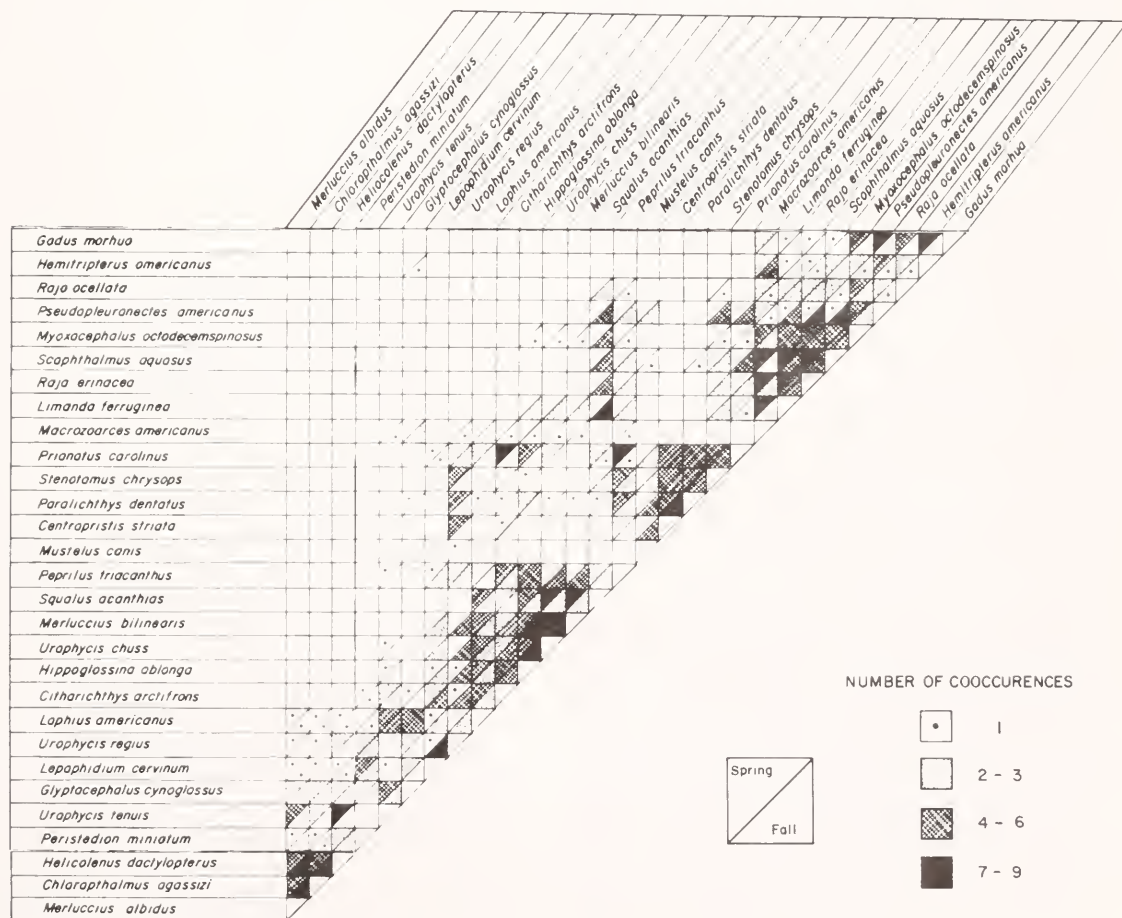 Merluccius albidus
Chloropthalmus agassizi
Heliocolenus dactylopterus
Peristedion miniatum
Urophycis tenuis
Glyptocephalus cynoglossus
Lepophidium cervinum
Urophycis regius
Lophius americanus
Citharichthys arctifrons
Hippoglossina oblonga
Urophycis chuss
Merluccius bilinearis
Squalus acanthias
Peprilus triacanthus
Mustelus canis
Centropristis striata
Paralichthys dentatus
Stenotomus chrysops
Prionotus carolinus
Macrozoarces americanus
Limanda ferruginea
Raja erinacea
Scopthalmus aquosus
Myoxocephalus octodecemspinosus
Pseudopleuronectes americanus
Raja ocellata
Hemitripterus americanus
Gadus morhua
Gadus morhua
Hemitripterus americanus
Raja ocellata
Pseudopleuronectes americanus
Myoxocephalus octodecemspinosus
Scopthalmus aquosus
Raja erinacea
Limanda ferruginea
Macrozoarces americanus
Prionotus carolinus
Stenotomus chrysops
Paralichthys dentatus
Centropristis striata
Mustelus canis
Peprilus triacanthus
Squalus acanthias
Merluccius bilinearis
Urophycis chuss
Hippoglossina oblonga
Citharichthys arctifrons
Lophius americanus
Urophycis regius
Lepophidium cervinum
Glyptocephalus cynoglossus
Urophycis tenuis
Peristedion miniatum
Helicolenus dactylopterus
Chloropthalmus agassizi
Merluccius albidus
NUMBER OF COOCCURENCES
1
2 - 3
4 - 6
7 - 9
Spring
Fall